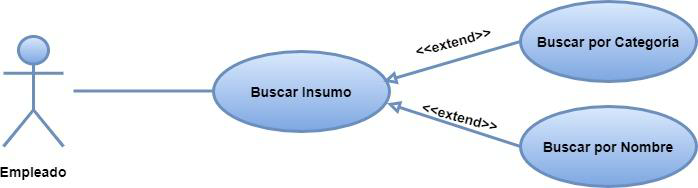 <<extend>>
Buscar por Categoría
Buscar Insumo
<<extend>>
Buscar por Nombre
Empleado